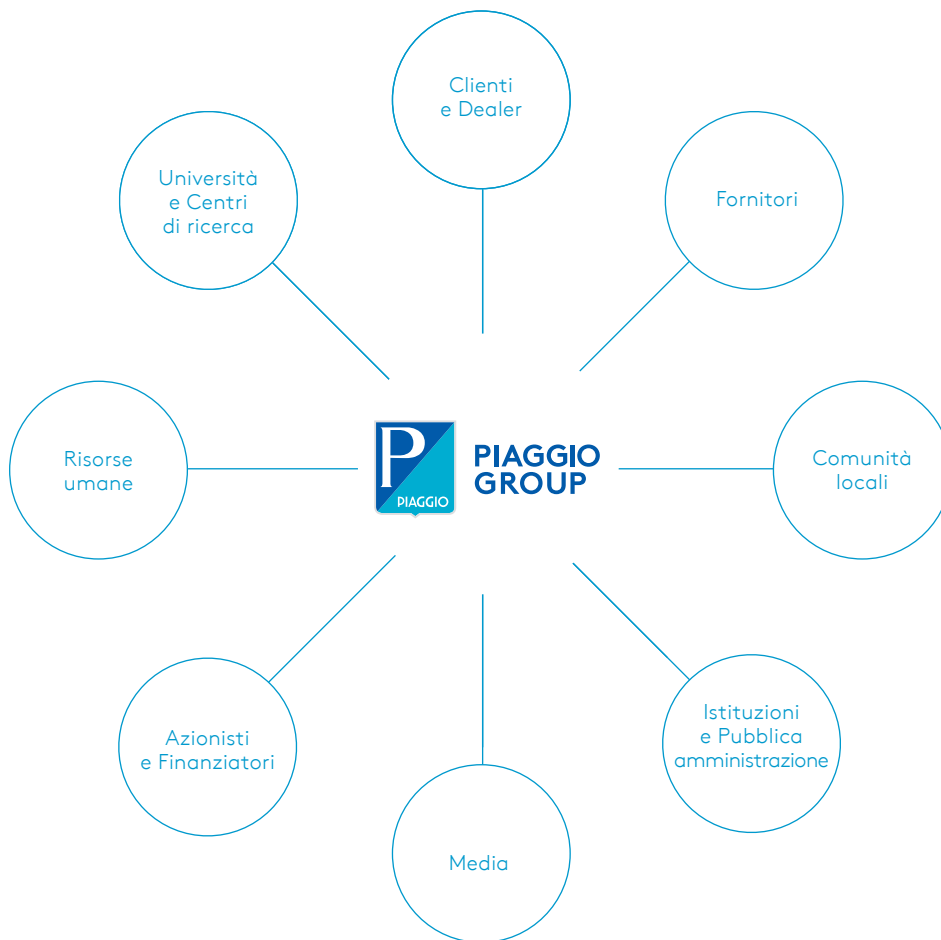 Clienti
e Dealer
Università
e Centri
di ricerca
Fornitori
Risorse
umane
P
PIAGGIO
PIAGGIO
GROUP
Comunità
locali
Azionisti
e Finanziatori
Istituzioni
e Pubblica
amministrazione
Media